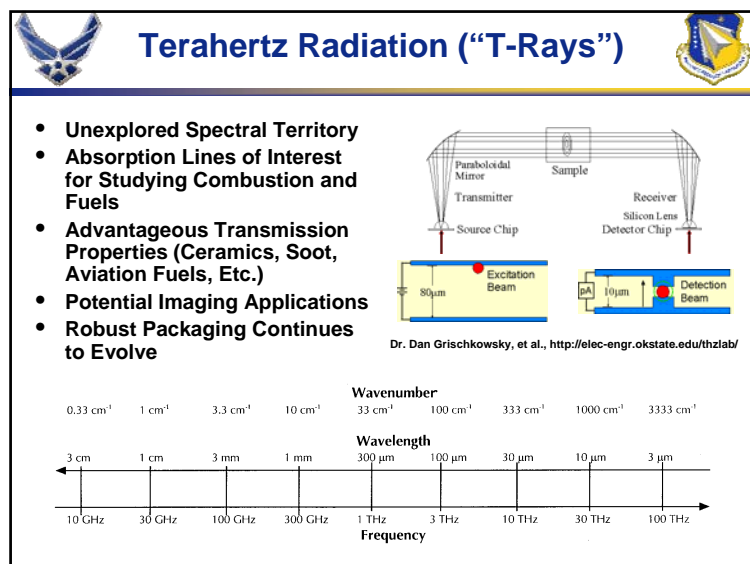 Terahertz Radiation (“T-Rays”)
• Unexplored Spectral Territory
• Absorption Lines of Interest
for Studying Combustion and
Fuels
• Advantageous Transmission
Properties (Ceramics, Soot,
Aviation Fuels, Etc.)
• Potential Imaging Applications
• Robust Packaging Continues
to Evolve
Paraboloidal
Mirror
Sample
Transmitter
Receiver
Silicon Lens
Source Chip
Detector Chip
80μm
Excitation
Beam
pA
10μm
Detection
Beam
Dr. Dan Grischkowsky, et al., http://elec-engr.okstate.edu/thzlab/
Wavenumber
0.33 cm⁻¹ 1 cm⁻¹ 3.3 cm⁻¹ 10 cm⁻¹ 33 cm⁻¹ 100 cm⁻¹ 333 cm⁻¹ 1000 cm⁻¹ 3333 cm⁻¹
Wavelength
3 cm 1 cm 3 mm 1 mm 300 μm 100 μm 30 μm 10 μm 3 μm
10 GHz 30 GHz 100 GHz 300 GHz 1 THz 3 THz 10 THz 30 THz 100 THz
Frequency